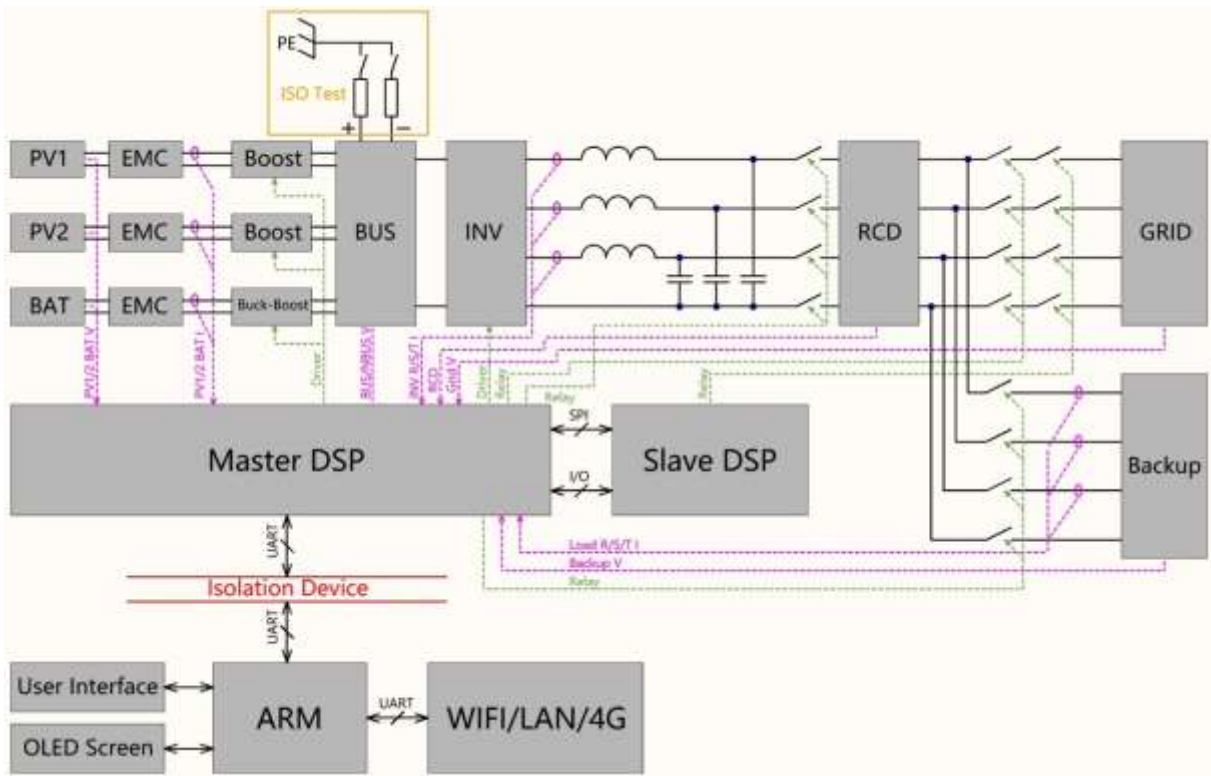 PE
ISO Test
+
−
PV1
EMC
Boost
BUS
INV
RCD
GRID
PV2
EMC
Boost
BAT
EMC
Buck-Boost
PV1/2 BAT V
PV1/2 BAT I
Driver
BUS/NBUS V
INV R/S/T I
RCD
Grid V
Driver
Relay
Relay
Relay
Master DSP
SPI
I/O
Slave DSP
Backup
Load R/S/T I
Backup V
Relay
UART
Isolation Device
UART
User Interface
ARM
UART
WIFI/LAN/4G
OLED Screen